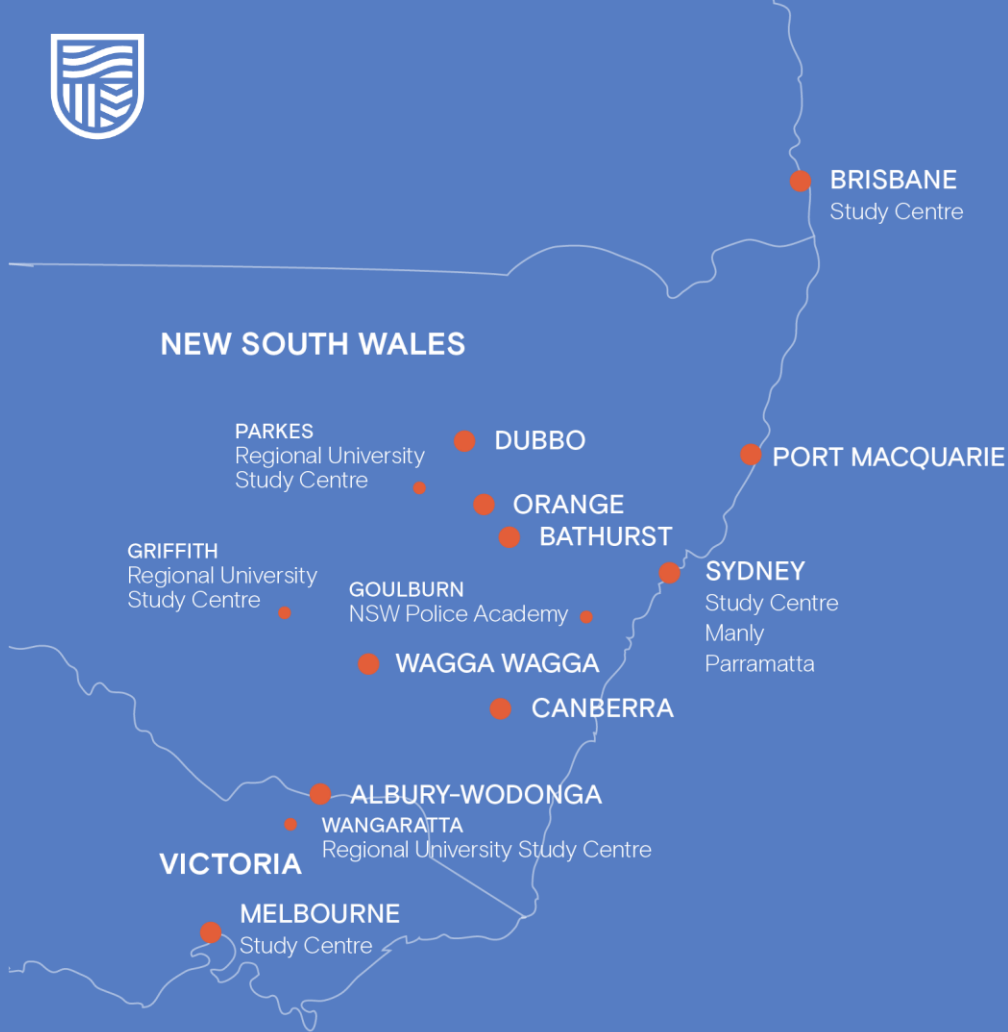 BRISBANE
Study Centre
NEW SOUTH WALES
PARKES
Regional University
Study Centre
DUBBO
PORT MACQUARIE
ORANGE
BATHURST
GRIFFITH
Regional University
Study Centre
GOULBURN
NSW Police Academy
SYDNEY
Study Centre
Manly
Parramatta
WAGGA WAGGA
CANBERRA
ALBURY-WODONGA
WANGARATTA
Regional University Study Centre
VICTORIA
MELBOURNE
Study Centre